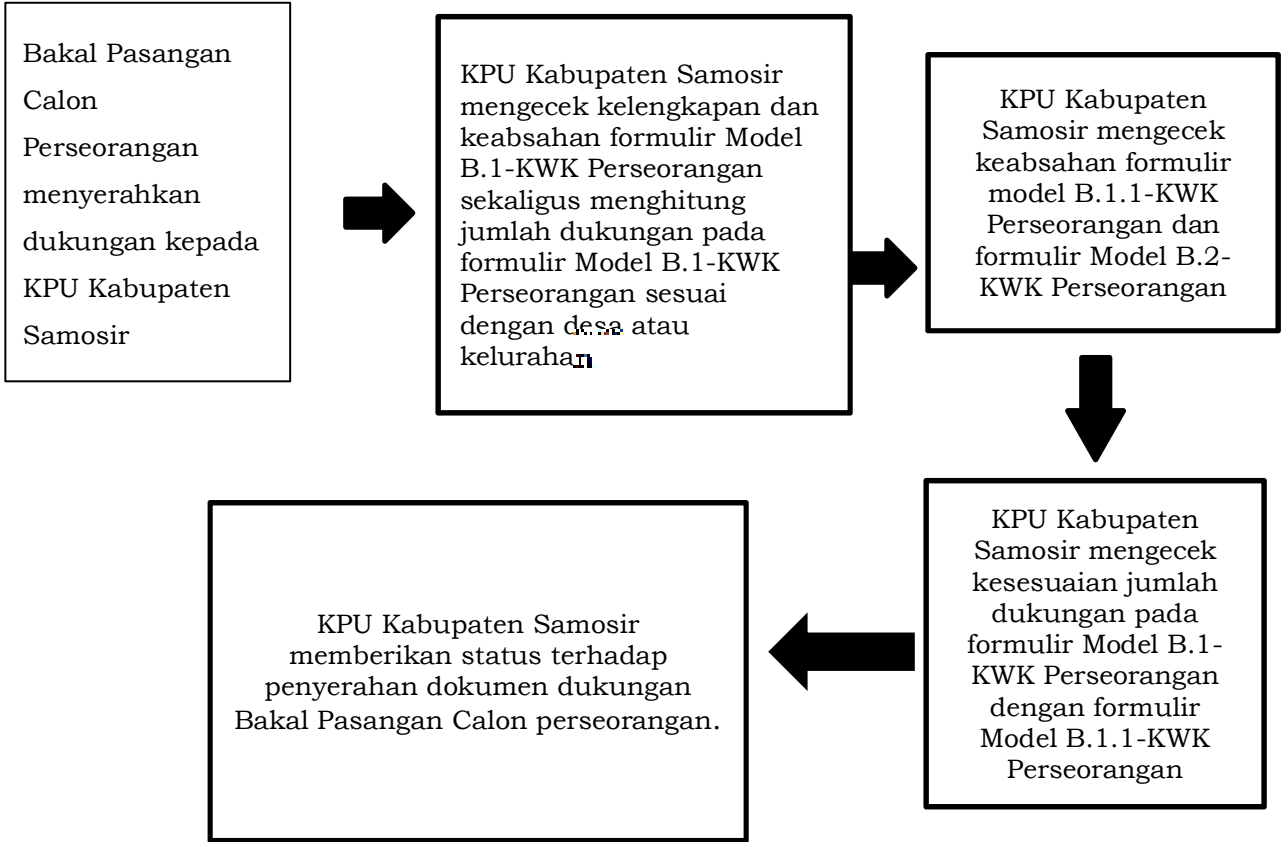 Bakal Pasangan
Calon
Perseorangan
menyerahkan
dukungan kepada
KPU Kabupaten
Samosir
KPU Kabupaten Samosir
mengecek kelengkapan dan
keabsahan formulir Model
B.1-KWK Perseorangan
sekaligus menghitung
jumlah dukungan pada
formulir Model B.1-KWK
Perseorangan sesuai
dengan desa atau
kelurahan
KPU Kabupaten
Samosir mengecek
keabsahan formulir
model B.1.1-KWK
Perseorangan dan
formulir Model B.2-
KWK Perseorangan
KPU Kabupaten
Samosir mengecek
kesesuaian jumlah
dukungan pada
formulir Model B.1-
KWK Perseorangan
dengan formulir
Model B.1.1-KWK
Perseorangan
KPU Kabupaten Samosir
memberikan status terhadap
penyerahan dokumen dukungan
Bakal Pasangan Calon perseorangan.